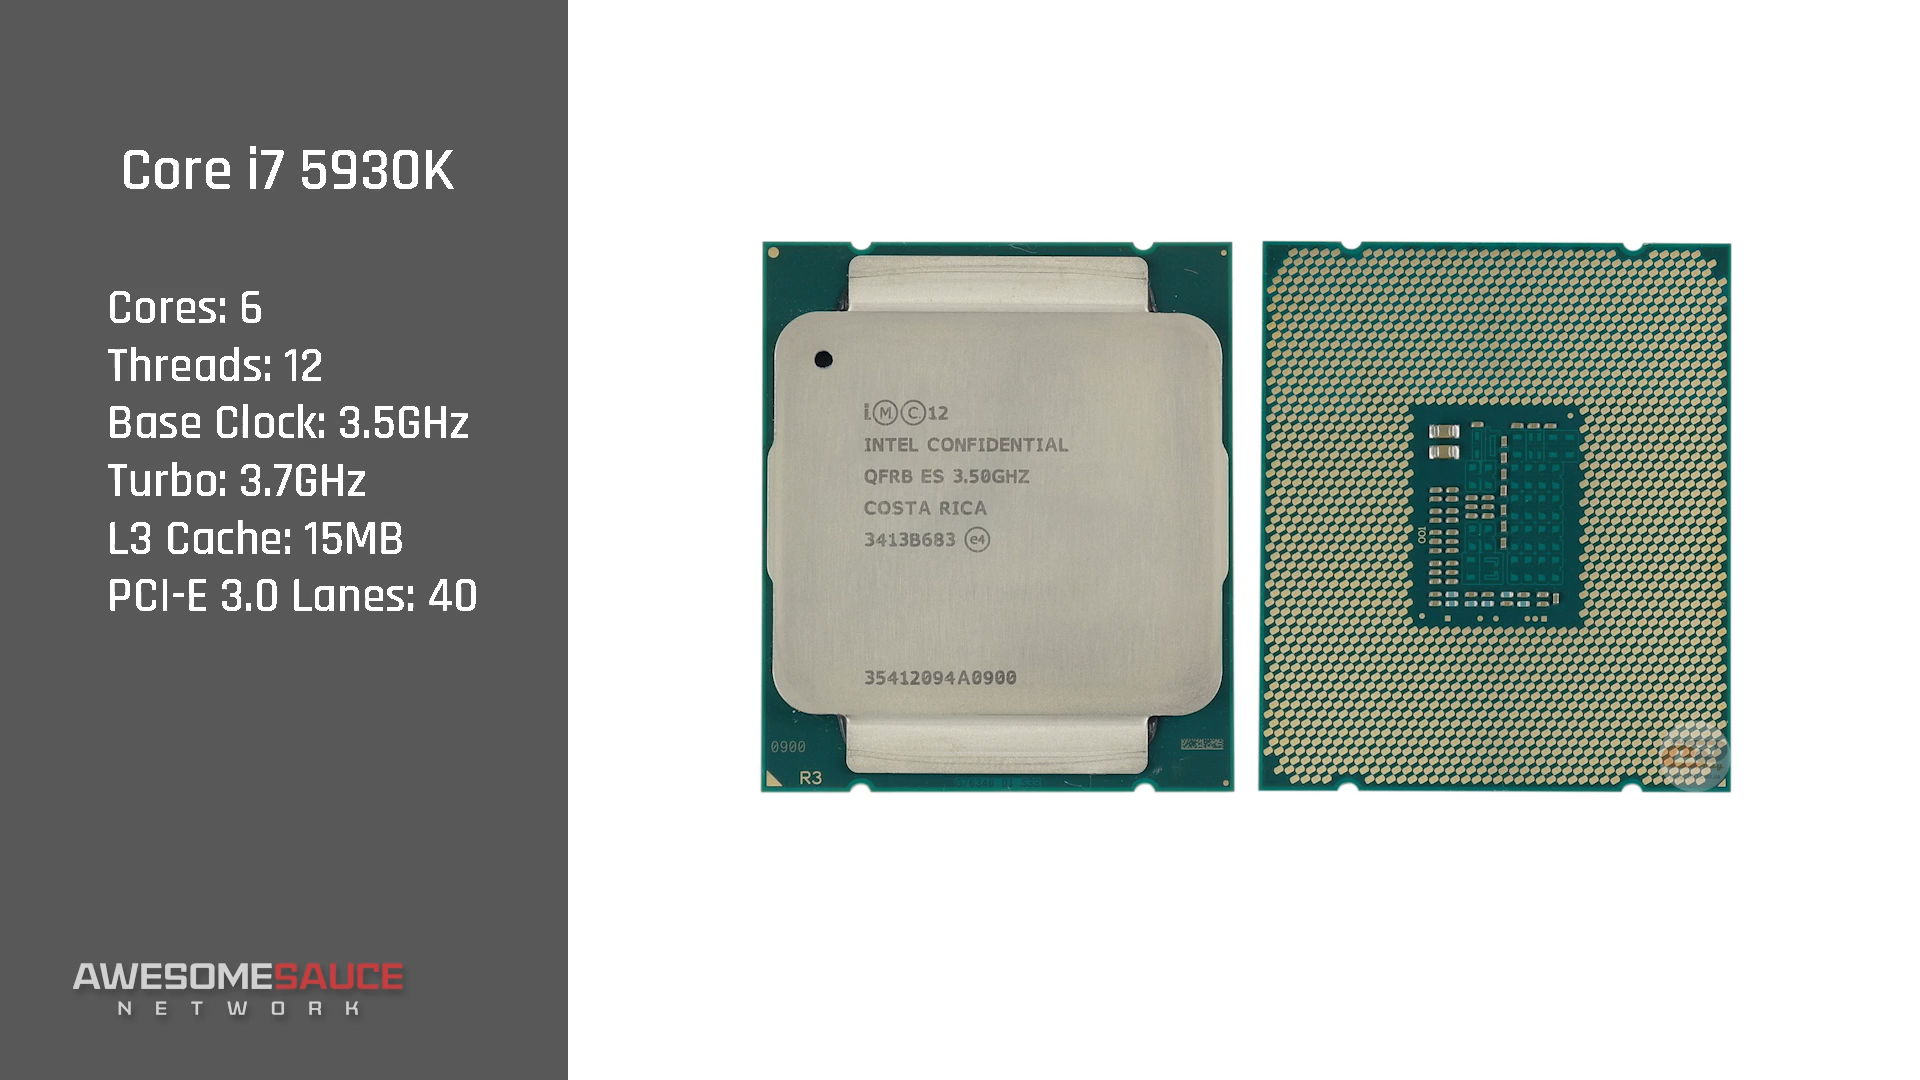 Core i7 5930K
Cores: 6
Threads: 12
Base Clock: 3.5GHz
Turbo: 3.7GHz
L3 Cache: 15MB
PCI-E 3.0 Lanes: 40
AWESOMESAUCE
NETWORK
i Ⓜ Ⓒ 12
INTEL CONFIDENTIAL
QFRB ES 3.50GHZ
COSTA RICA
3413B683 e4
35412094A0900
0900
R3
001